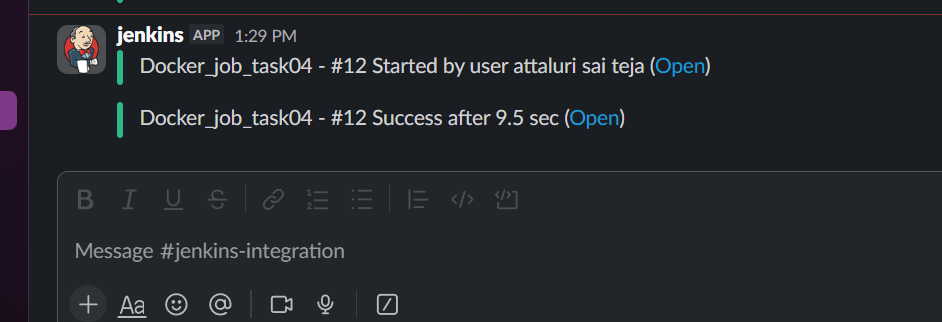 jenkins APP 1:29 PM
Docker_job_task04 - #12 Started by user attaluri sai teja (Open)
Docker_job_task04 - #12 Success after 9.5 sec (Open)
Message #jenkins-integration
Aa